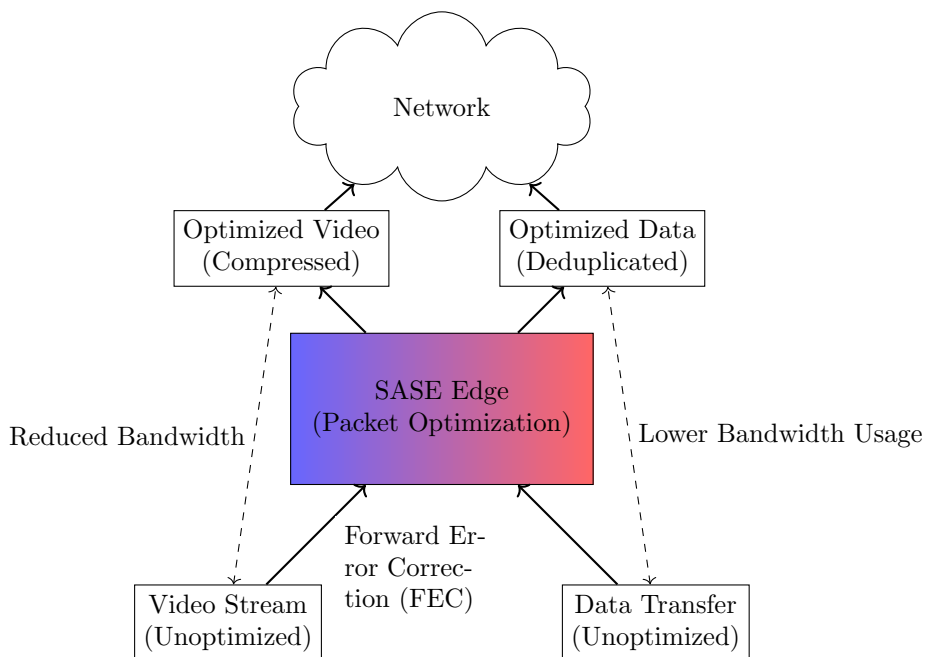 Network
Optimized Video
(Compressed)
Optimized Data
(Deduplicated)
SASE Edge
(Packet Optimization)
Reduced Bandwidth
Lower Bandwidth Usage
Forward Er-
ror Correc-
tion (FEC)
Video Stream
(Unoptimized)
Data Transfer
(Unoptimized)